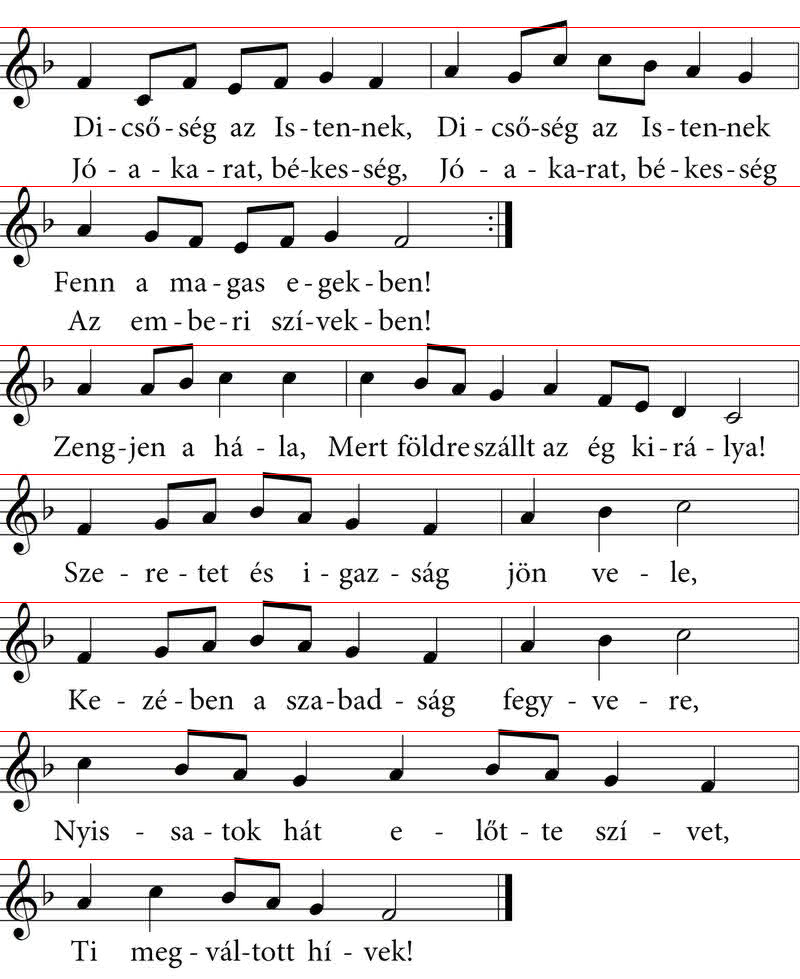 Di - cső - ség az Is - ten - nek, Di - cső - ség az Is - ten - nek
Jó - a - ka - rat, bé - kes - ség, Jó - a - ka - rat, bé - kes - ség
Fenn a ma - gas e - gek - ben!
Az em - be - ri szí - vek - ben!
Zeng - jen a há - la, Mert földre szállt az ég ki - rá - lya!
Sze - re - tet és i - gaz - ság jön ve - le,
Ke - zé - ben a sza - bad - ság fegy - ve - re,
Nyis - sa - tok hát e - lőt - te szí - vet,
Ti meg - vál - tott hí - vek!